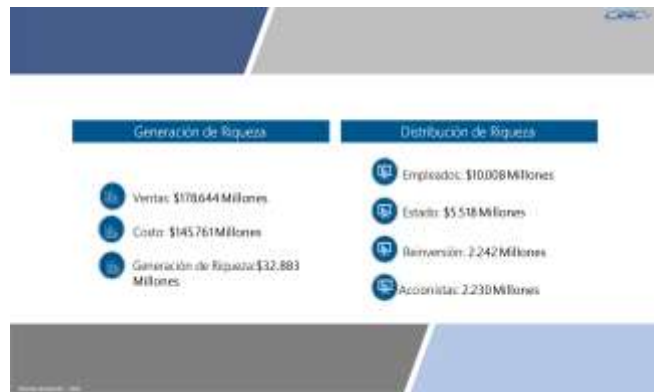 Generación de Riqueza
Ventas: $178.644 Millones
Costo: $145.761 Millones
Generación de Riqueza: $32.883
Millones
Distribución de Riqueza
Empleados: $10.008 Millones
Estado: $5.518 Millones
Reinversión: 2.242 Millones
Accionistas: 2.230 Millones